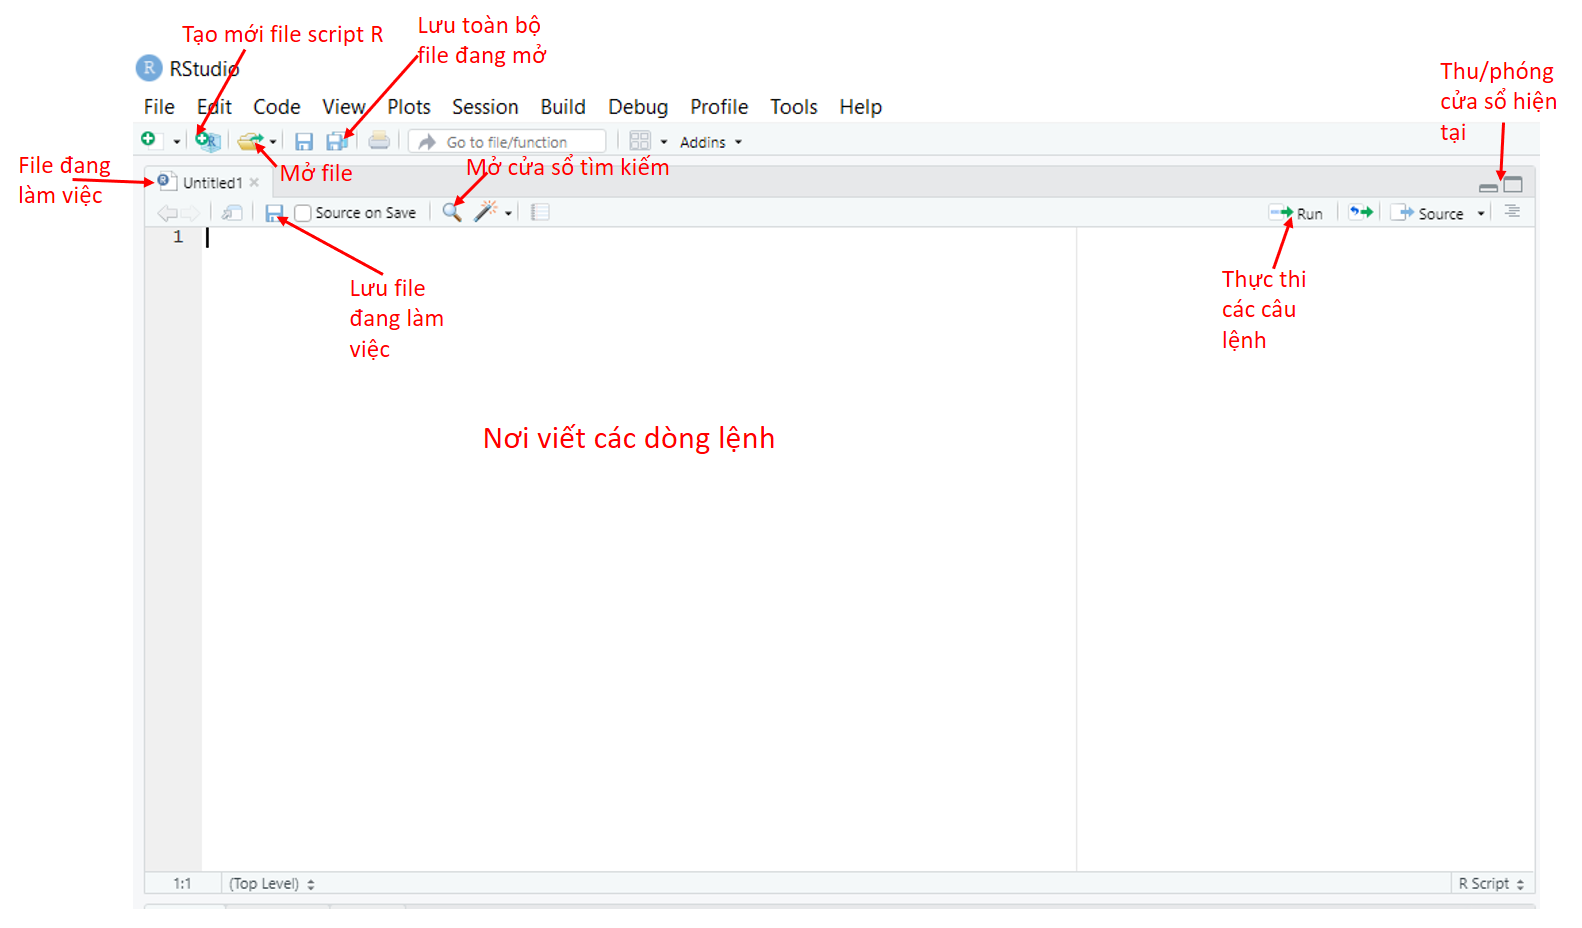 Tạo mới file script R
Lưu toàn bộ
file đang mở
R RStudio
Thu/phóng
cửa sổ hiện
tại
File Edit Code View Plots Session Build Debug Profile Tools Help
R Go to file/function Addins
File đang
làm việc
Mở file
Mở cửa sổ tìm kiếm
R Untitled1
Source on Save Run Source
1
Lưu file
đang làm
việc
Thực thi
các câu
lệnh
Nơi viết các dòng lệnh
1:1 (Top Level) R Script